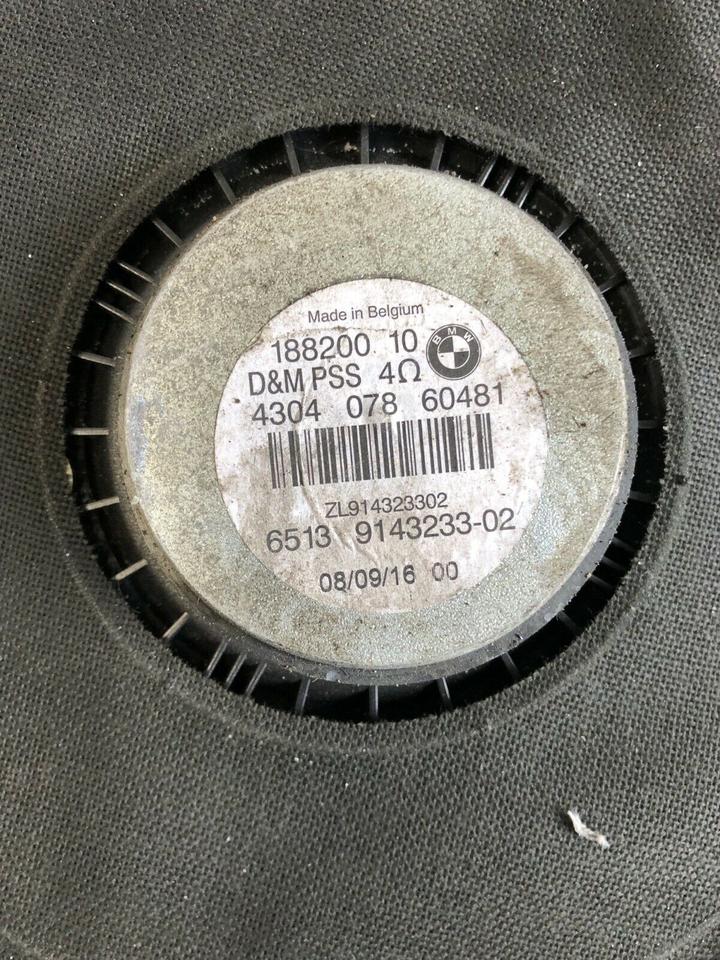 Made in Belgium
188200 10
BMW
D&M PSS 4Ω
4304 078 60481
ZL914323302
6513 9143233-02
08/09/16 00